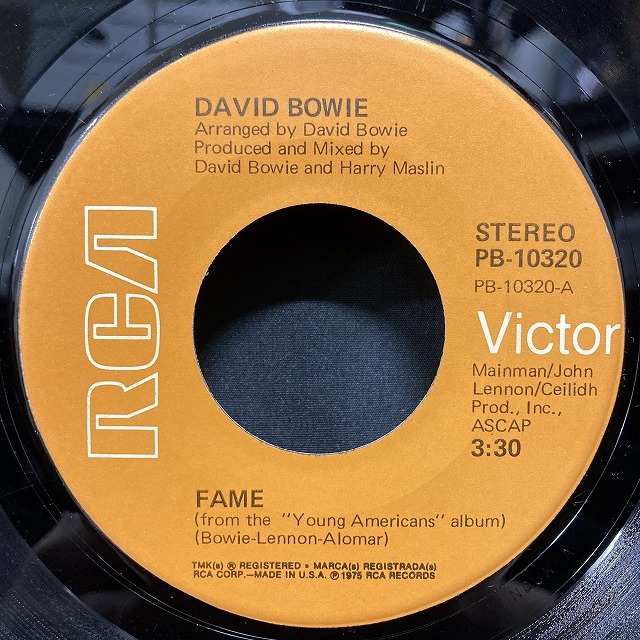 DAVID BOWIE
Arranged by David Bowie
Produced and Mixed by
David Bowie and Harry Maslin
RCA
STEREO
PB-10320
PB-10320-A
Victor
Mainman/John
Lennon/Ceilidh
Prod., Inc.,
ASCAP
3:30
FAME
(from the "Young Americans" album)
(Bowie-Lennon-Alomar)
TMK(s) ® REGISTERED • MARCA(s) REGISTRADA(s)
RCA CORP.—MADE IN U.S.A. ℗ 1975 RCA RECORDS